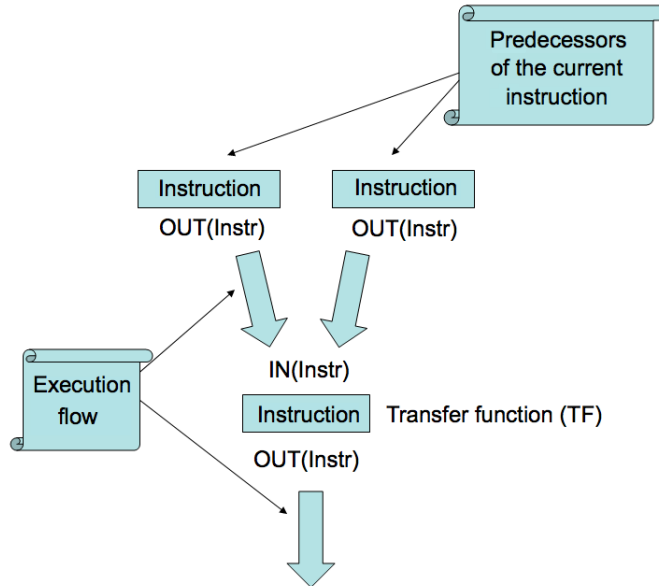 Predecessors
of the current
instruction
Instruction
Instruction
OUT(Instr)
OUT(Instr)
IN(Instr)
Execution
flow
Instruction
Transfer function (TF)
OUT(Instr)